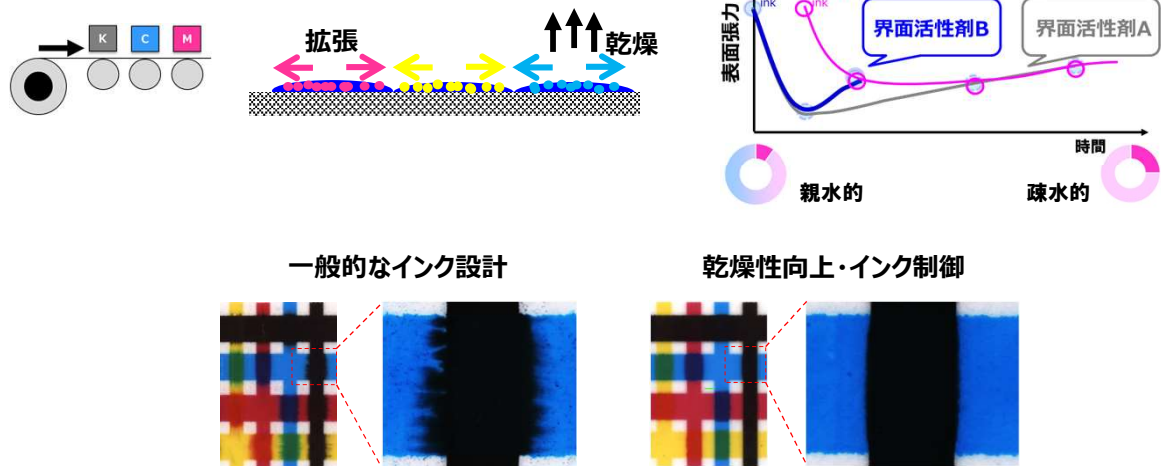 K C M
拡張
乾燥
表面張力
ink
ink
界面活性剤B
界面活性剤A
時間
親水的
疎水的
一般的なインク設計
乾燥性向上・インク制御